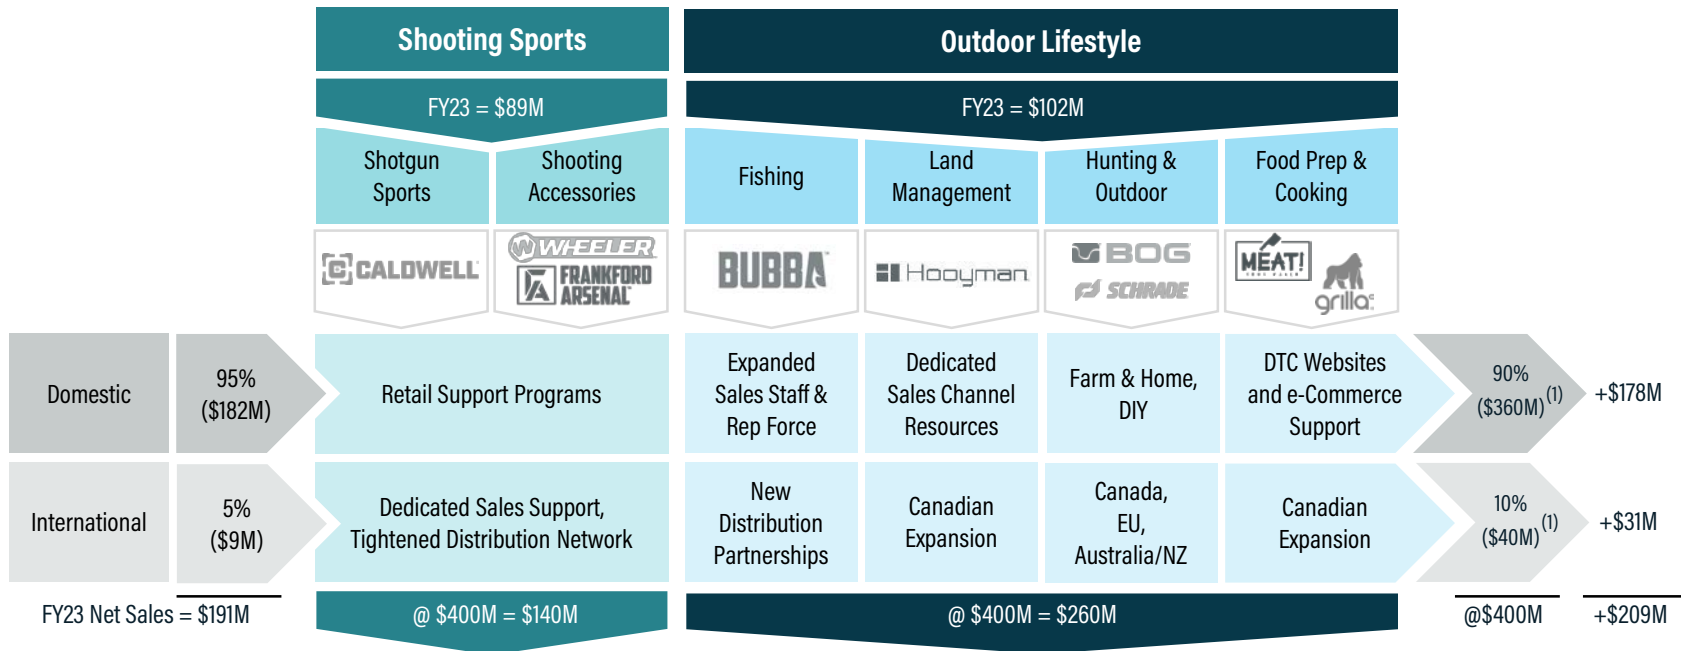 Shooting Sports
Outdoor Lifestyle
FY23 = $89M
FY23 = $102M
Shotgun
Sports
Shooting
Accessories
Fishing
Land
Management
Hunting &
Outdoor
Food Prep &
Cooking
CALDWELL
WHEELER
FRANKFORD
ARSENAL
BUBBA
Hooyman
BOG
SCHRADE
MEAT!
grilla
Domestic
95%
($182M)
Retail Support Programs
Expanded
Sales Staff &
Rep Force
Dedicated
Sales Channel
Resources
Farm & Home,
DIY
DTC Websites
and e-Commerce
Support
90%
($360M)(1)
+$178M
International
5%
($9M)
Dedicated Sales Support,
Tightened Distribution Network
New
Distribution
Partnerships
Canadian
Expansion
Canada,
EU,
Australia/NZ
Canadian
Expansion
10%
($40M)(1)
+$31M
FY23 Net Sales = $191M
@ $400M = $140M
@ $400M = $260M
@$400M
+$209M